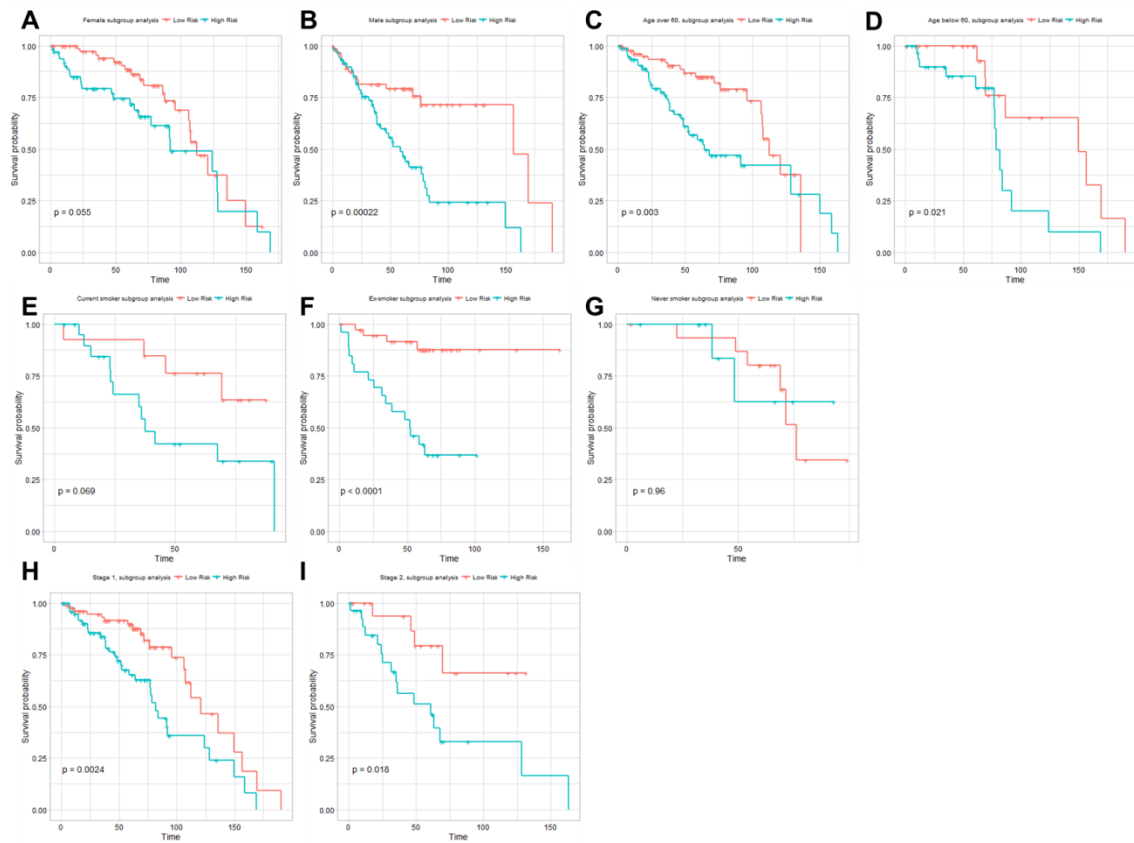 A
Female subgroup analysis Low Risk High Risk
1.00
0.75
0.50
0.25
0.00
Survival probability
p = 0.055
0 50 100 150
Time
B
Male subgroup analysis Low Risk High Risk
1.00
0.75
0.50
0.25
0.00
Survival probability
p = 0.00022
0 50 100 150
Time
C
Age over 60, subgroup analysis Low Risk High Risk
1.00
0.75
0.50
0.25
0.00
Survival probability
p = 0.003
0 50 100 150
Time
D
Age below 60, subgroup analysis Low Risk High Risk
1.00
0.75
0.50
0.25
0.00
Survival probability
p = 0.021
0 50 100 150
Time
E
Current smoker subgroup analysis Low Risk High Risk
1.00
0.75
0.50
0.25
0.00
Survival probability
p = 0.069
0 50
Time
F
Ex-smoker subgroup analysis Low Risk High Risk
1.00
0.75
0.50
0.25
0.00
Survival probability
p < 0.0001
0 50 100 150
Time
G
Never smoker subgroup analysis Low Risk High Risk
1.00
0.75
0.50
0.25
0.00
Survival probability
p = 0.96
50
Time
H
Stage 1, subgroup analysis Low Risk High Risk
1.00
0.75
0.50
0.25
0.00
Survival probability
p = 0.0024
0 50 100 150
Time
I
Stage 2, subgroup analysis Low Risk High Risk
1.00
0.75
0.50
0.25
0.00
Survival probability
p = 0.018
0 50 100 150
Time